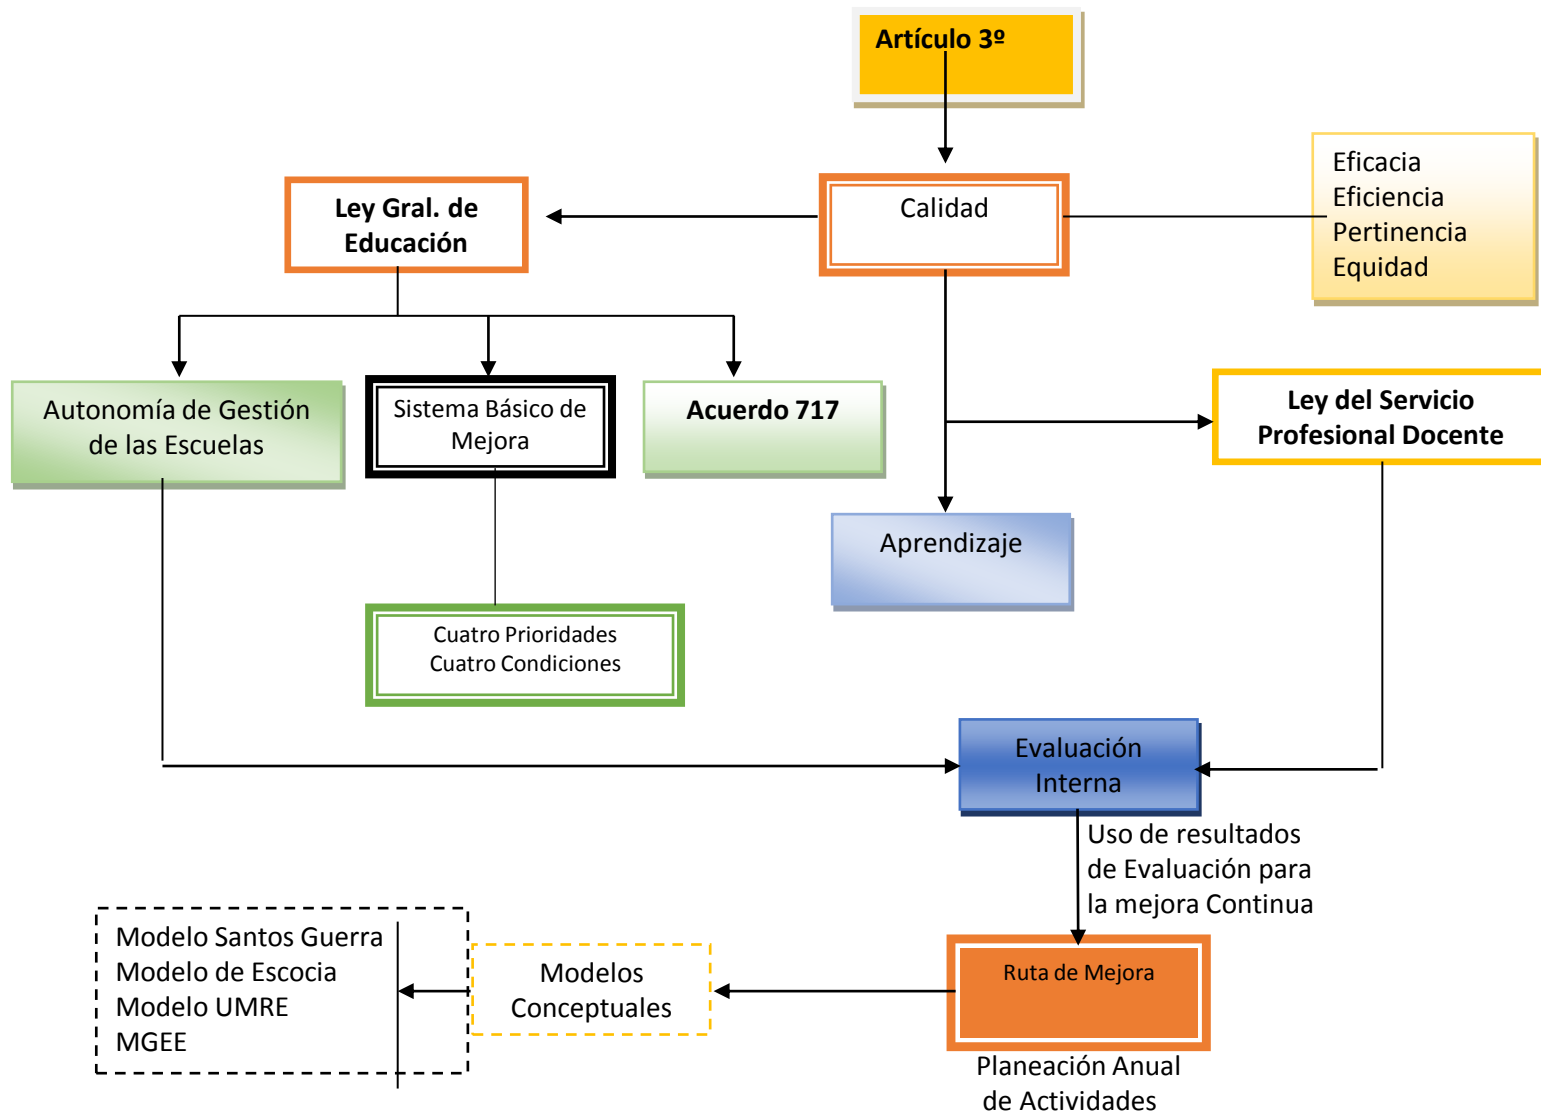 Artículo 3º
Eficacia
Eficiencia
Pertinencia
Equidad
Ley Gral. de
Educación
Calidad
Autonomía de Gestión
de las Escuelas
Sistema Básico de
Mejora
Acuerdo 717
Ley del Servicio
Profesional Docente
Aprendizaje
Cuatro Prioridades
Cuatro Condiciones
Evaluación
Interna
Uso de resultados
de Evaluación para
la mejora Continua
Modelo Santos Guerra
Modelo de Escocia
Modelo UMRE
MGEE
Modelos
Conceptuales
Ruta de Mejora
Planeación Anual
de Actividades